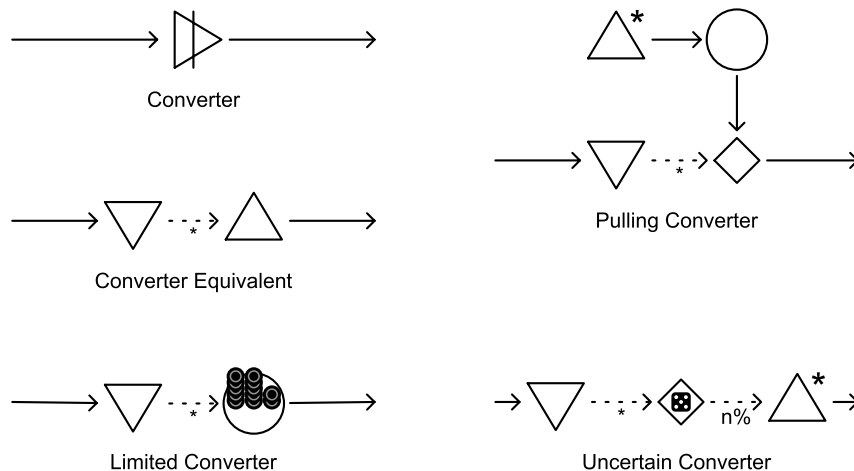 *
Converter
*
Pulling Converter
*
Converter Equivalent
*
*
n%
*
Limited Converter
Uncertain Converter